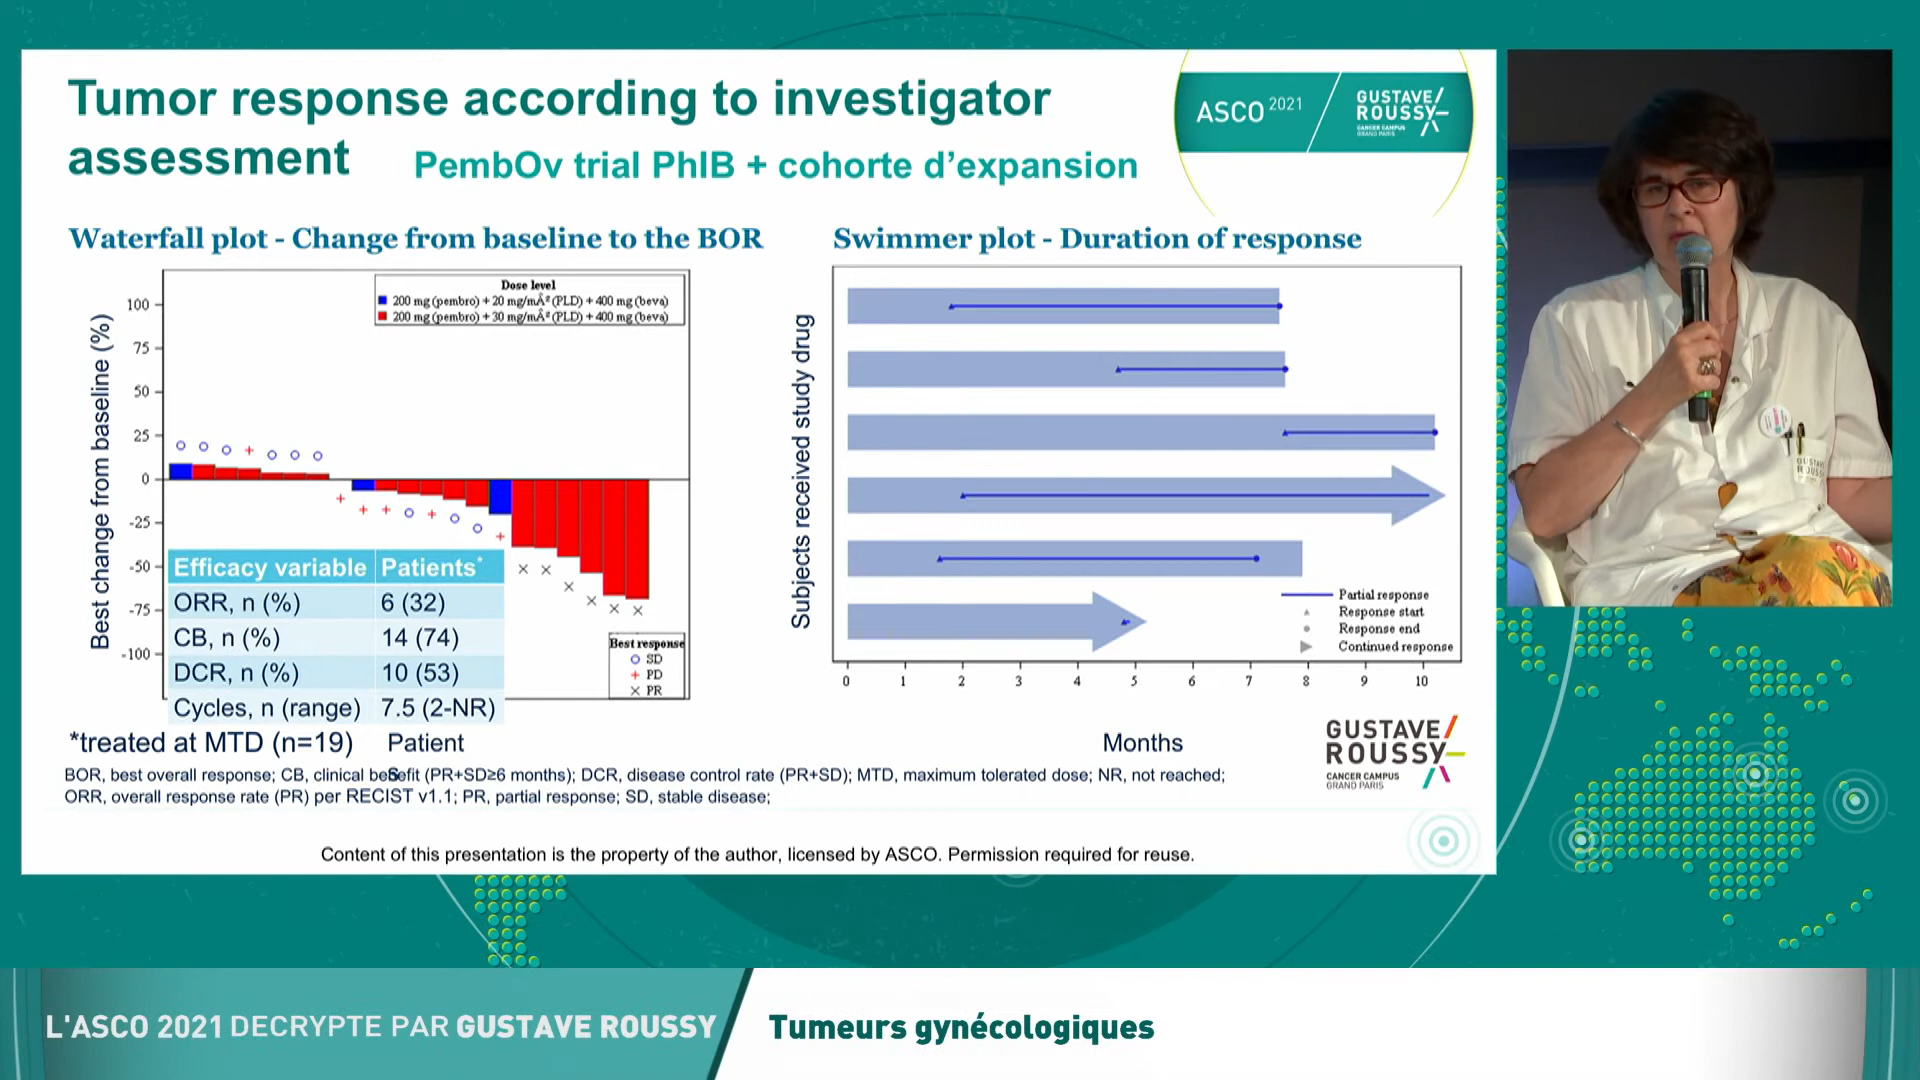 Tumor response according to investigator
assessment PembOv trial PhIB + cohorte d'expansion
ASCO 2021
GUSTAVE/
ROUSSY
CANCER CAMPUS
GRAND PARIS
Waterfall plot - Change from baseline to the BOR
Best change from baseline (%)
100
75
50
25
0
-25
-50
-75
-100
Dose level
200 mg (pembro) + 20 mg/mÂ² (PLD) + 400 mg (beva)
200 mg (pembro) + 30 mg/mÂ² (PLD) + 400 mg (beva)
Efficacy variable Patients*
ORR, n (%) 6 (32)
CB, n (%) 14 (74)
DCR, n (%) 10 (53)
Cycles, n (range) 7.5 (2-NR)
Best response
SD
PD
PR
Swimmer plot - Duration of response
Subjects received study drug
Partial response
Response start
Response end
Continued response
0 1 2 3 4 5 6 7 8 9 10
*treated at MTD (n=19) Patient
Months
BOR, best overall response; CB, clinical benefit (PR+SD≥6 months); DCR, disease control rate (PR+SD); MTD, maximum tolerated dose; NR, not reached;
ORR, overall response rate (PR) per RECIST v1.1; PR, partial response; SD, stable disease;
GUSTAVE/
ROUSSY
CANCER CAMPUS
GRAND PARIS
Content of this presentation is the property of the author, licensed by ASCO. Permission required for reuse.
L'ASCO 2021 DECRYPTE PAR GUSTAVE ROUSSY
Tumeurs gynécologiques